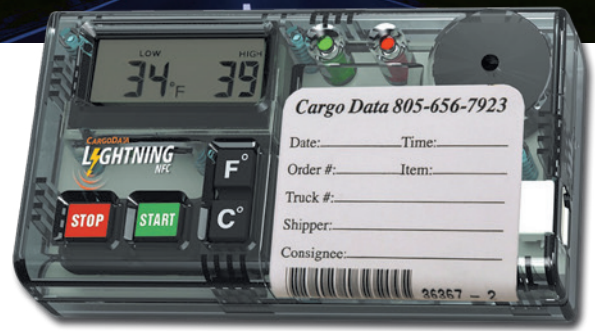 LOW HIGH
34°F 39
CARGODATA
LIGHTNING
NFC
F°
C°
STOP START
Cargo Data 805-656-7923
Date: Time:
Order #: Item:
Truck #:
Shipper:
Consignee:
36367 - 2